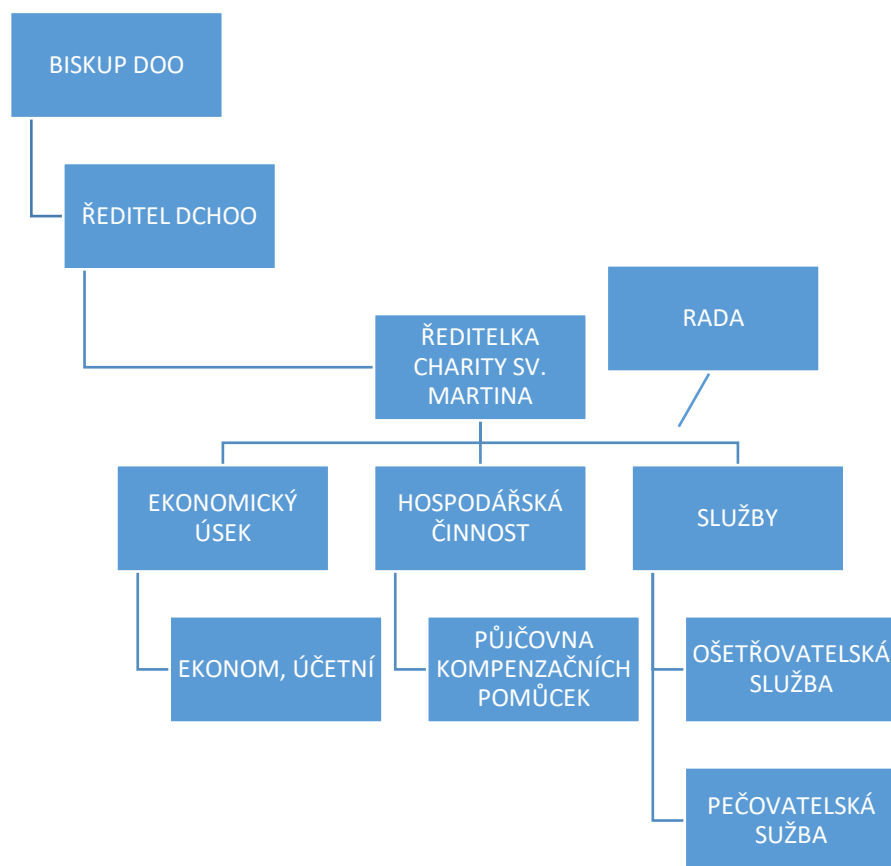 BISKUP DOO
ŘEDITEL DCHOO
ŘEDITELKA
CHARITY SV.
MARTINA
RADA
EKONOMICKÝ
ÚSEK
HOSPODÁŘSKÁ
ČINNOST
SLUŽBY
EKONOM, ÚČETNÍ
PŮJČOVNA
KOMPENZAČNÍCH
POMŮCEK
OŠETŘOVATELSKÁ
SLUŽBA
PEČOVATELSKÁ
SUŽBA